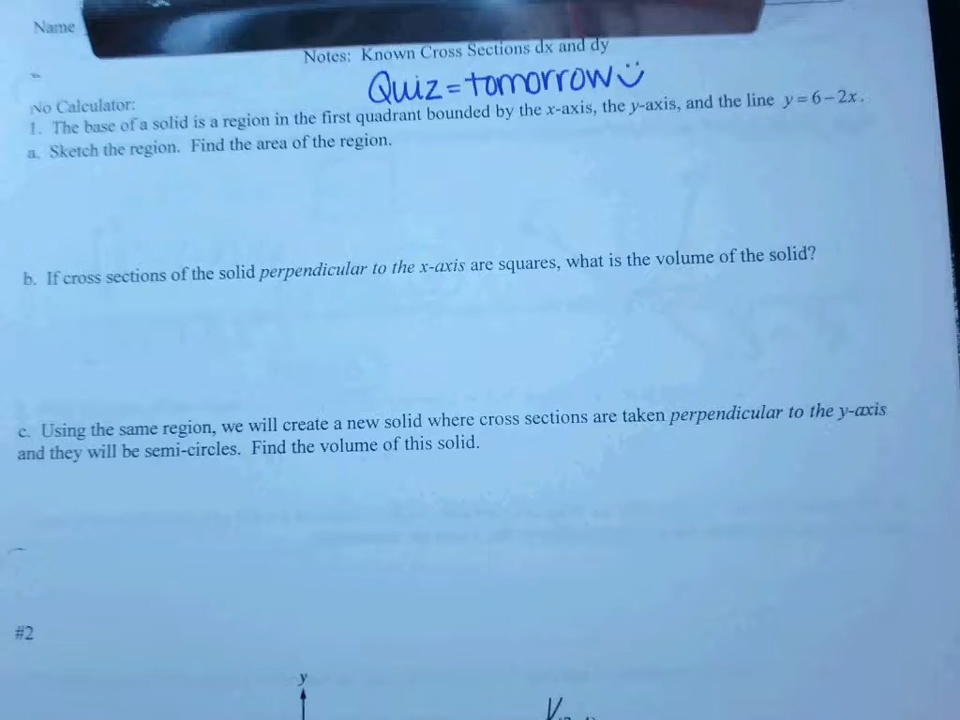 Name
Notes: Known Cross Sections dx and dy
Quiz = tomorrow
No Calculator:
1. The base of a solid is a region in the first quadrant bounded by the x-axis, the y-axis, and the line y = 6 – 2x.
a. Sketch the region. Find the area of the region.
b. If cross sections of the solid perpendicular to the x-axis are squares, what is the volume of the solid?
c. Using the same region, we will create a new solid where cross sections are taken perpendicular to the y-axis
and they will be semi-circles. Find the volume of this solid.
#2
y